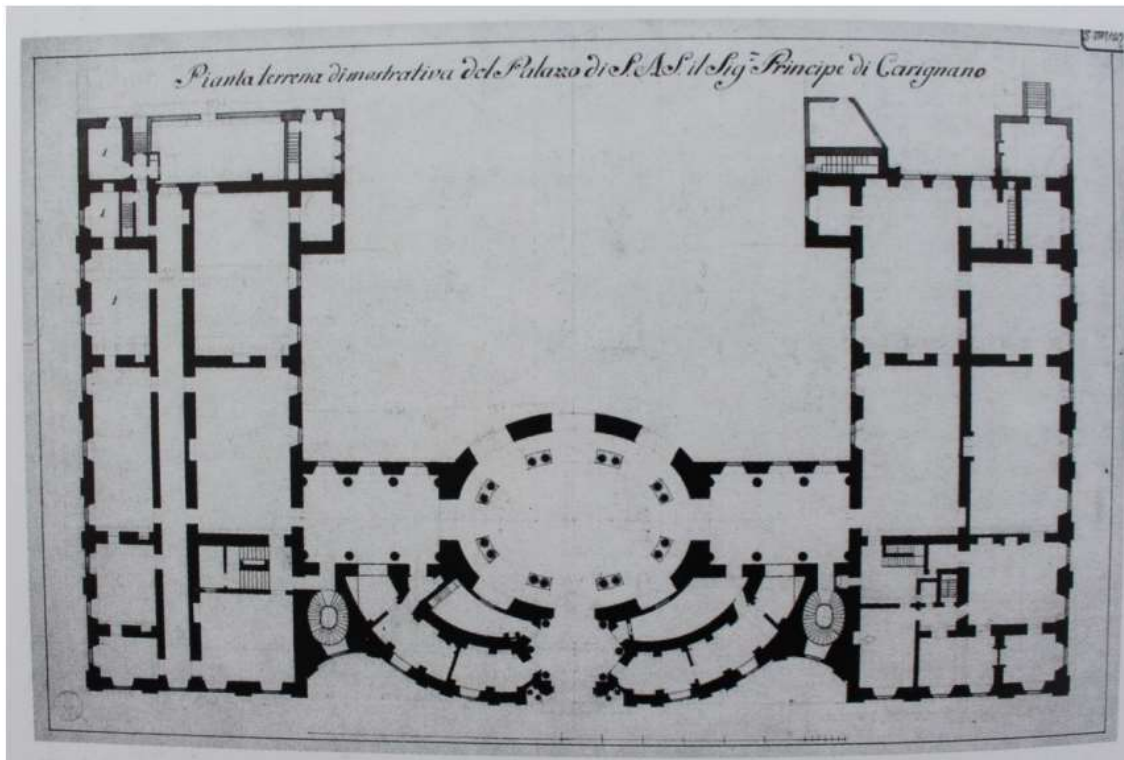 Pianta terrena dimostrativa del Palazzo di S. A. S. il Sig.r Principe di Carignano